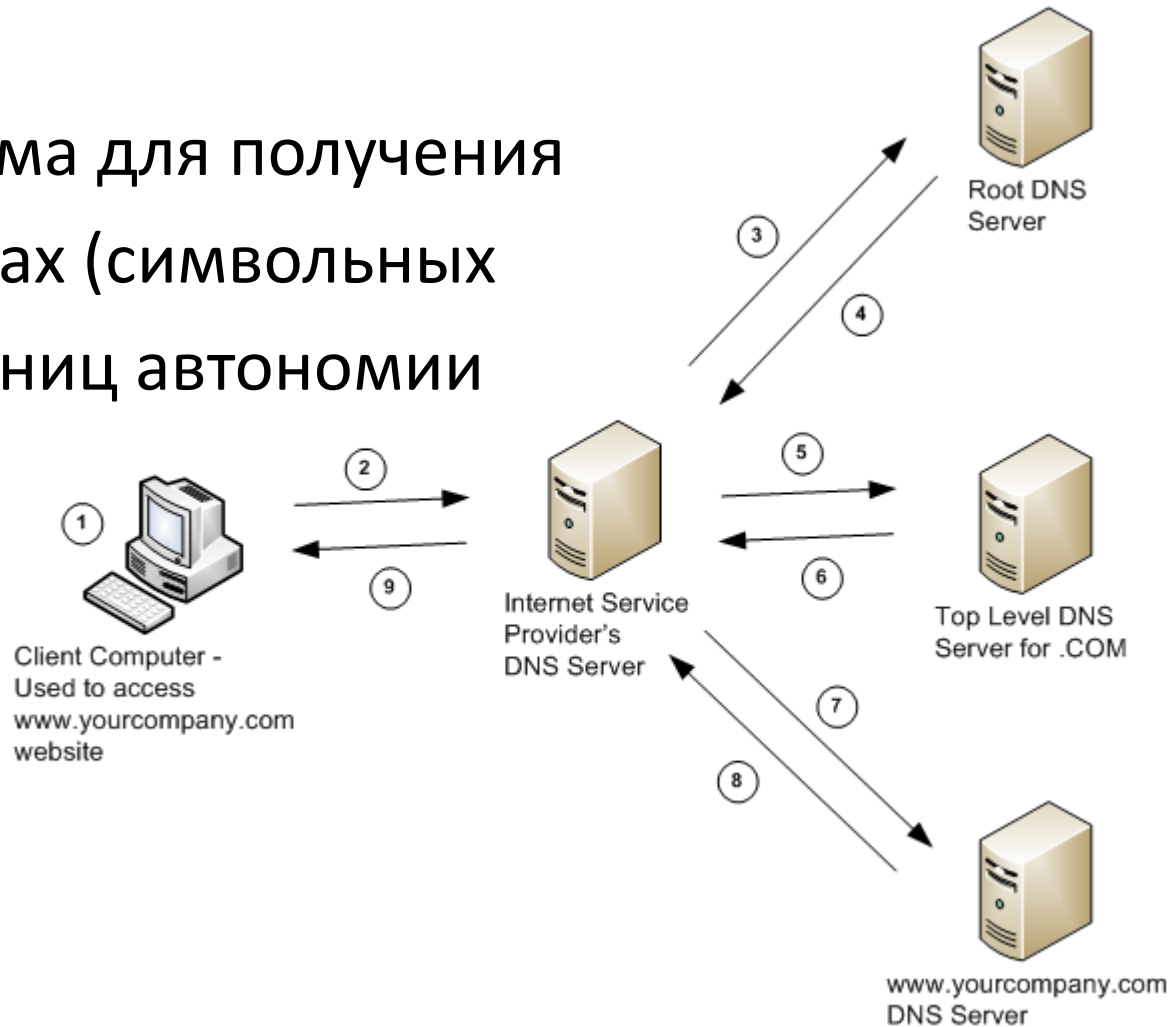 ма для получения
ах (символьных
ниц автономии
Root DNS
Server
3
4
2
5
1
9
6
Internet Service
Provider's
DNS Server
Top Level DNS
Server for .COM
Client Computer -
Used to access
www.yourcompany.com
website
7
8
www.yourcompany.com
DNS Server